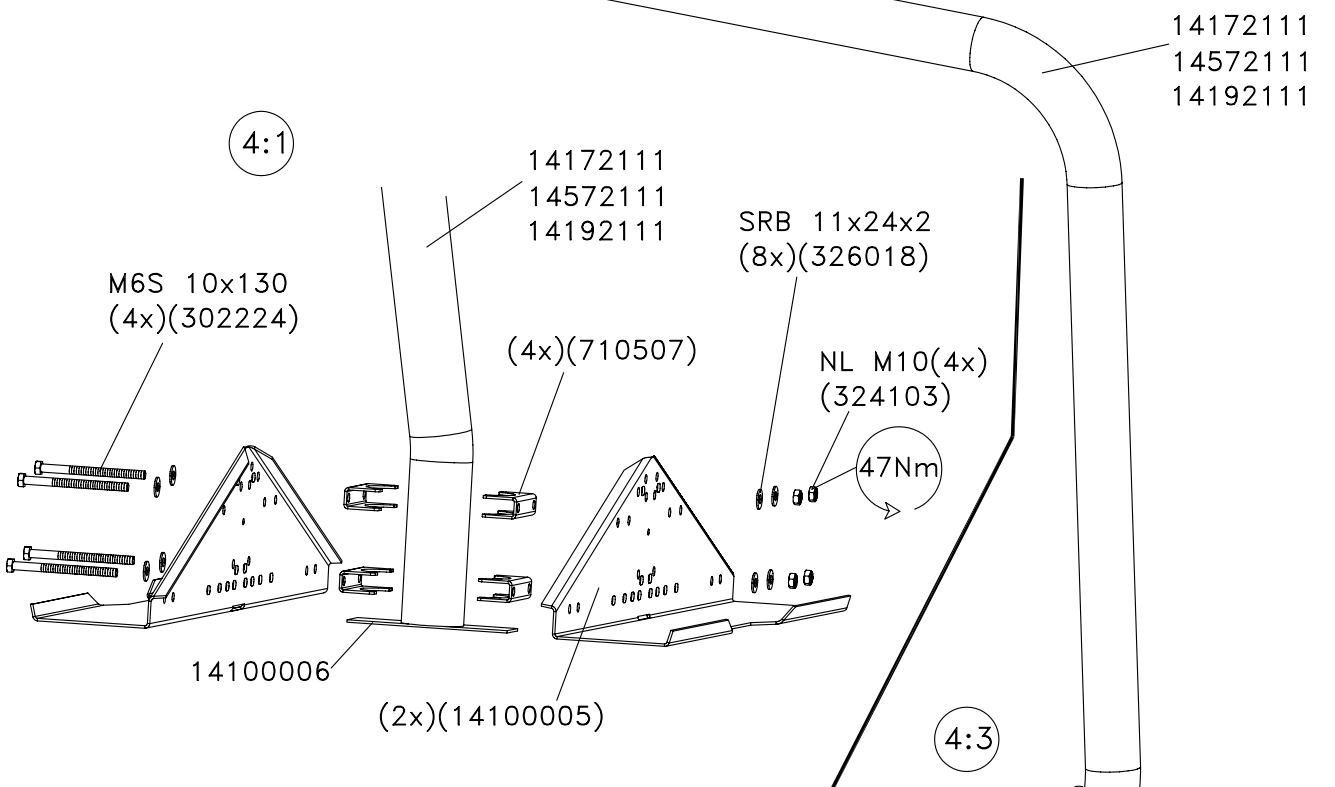 14172111
14572111
14192111
4:1
14172111
14572111
14192111
SRB 11x24x2
(8x)(326018)
M6S 10x130
(4x)(302224)
(4x)(710507)
NL M10(4x)
(324103)
47Nm
14100006
(2x)(14100005)
4:3